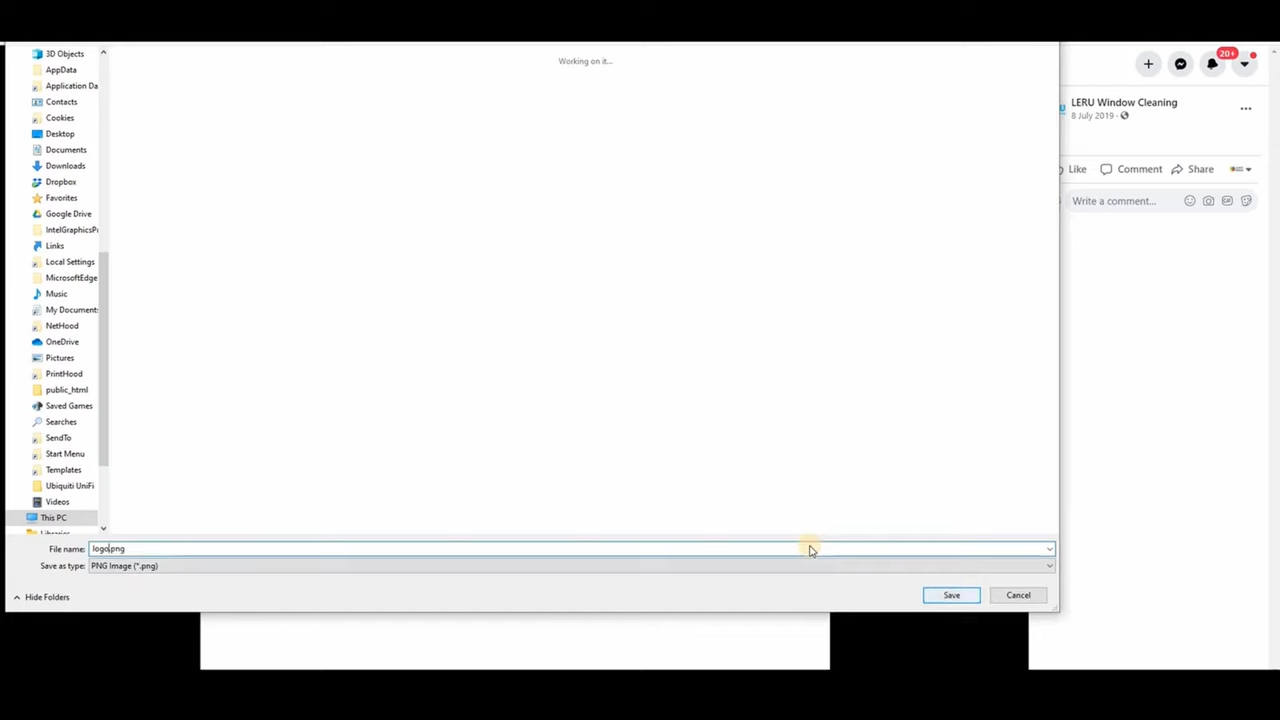 3D Objects
AppData
Application Da
Contacts
Cookies
Desktop
Documents
Downloads
Dropbox
Favorites
Google Drive
IntelGraphicsPr
Links
Local Settings
MicrosoftEdge
Music
My Document
NetHood
OneDrive
Pictures
PrintHood
public_html
Saved Games
Searches
SendTo
Start Menu
Templates
Ubiquiti UniFi
Videos
This PC
Working on it...
File name: logo.png
Save as type: PNG Image (*.png)
Hide Folders
Save
Cancel
20+
LERU Window Cleaning
8 July 2019 ·
Like
Comment
Share
Write a comment...